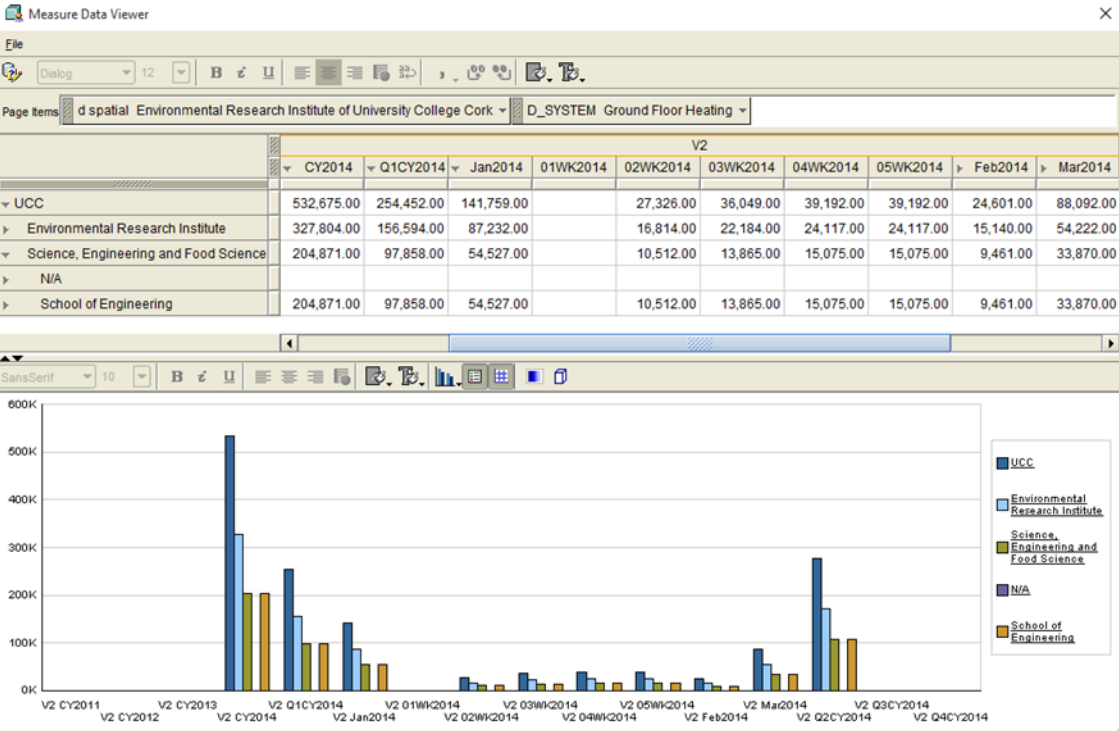 Measure Data Viewer
File
Dialog 12 B i U
Page Items d spatial Environmental Research Institute of University College Cork D_SYSTEM Ground Floor Heating
V2
CY2014 Q1CY2014 Jan2014 01WK2014 02WK2014 03WK2014 04WK2014 05WK2014 Feb2014 Mar2014
UCC 532,675.00 254,452.00 141,759.00 27,326.00 36,049.00 39,192.00 39,192.00 24,601.00 88,092.00
Environmental Research Institute 327,804.00 156,594.00 87,232.00 16,814.00 22,184.00 24,117.00 24,117.00 15,140.00 54,222.00
Science, Engineering and Food Science 204,871.00 97,858.00 54,527.00 10,512.00 13,865.00 15,075.00 15,075.00 9,461.00 33,870.00
N/A
School of Engineering 204,871.00 97,858.00 54,527.00 10,512.00 13,865.00 15,075.00 15,075.00 9,461.00 33,870.00
SansSerif 10 B i U
600K
500K
400K
300K
200K
100K
0K
V2 CY2011 V2 CY2013 V2 Q1CY2014 V2 01WK2014 V2 03WK2014 V2 05WK2014 V2 Mar2014 V2 Q3CY2014
V2 CY2012 V2 CY2014 V2 Jan2014 V2 02WK2014 V2 04WK2014 V2 Feb2014 V2 Q2CY2014 V2 Q4CY2014
UCC
Environmental
Research Institute
Science,
Engineering and
Food Science
N/A
School of
Engineering